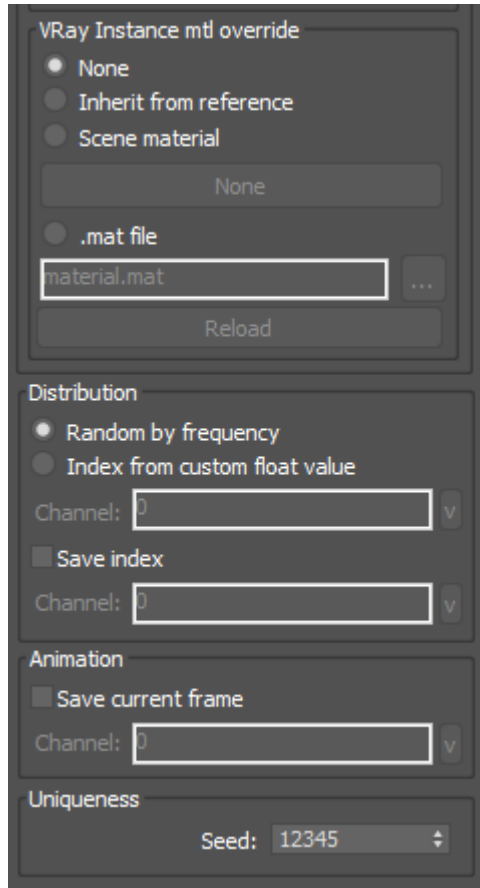 VRay Instance mtl override
None
Inherit from reference
Scene material
None
.mat file
material.mat ...
Reload
Distribution
Random by frequency
Index from custom float value
Channel: 0 v
Save index
Channel: 0 v
Animation
Save current frame
Channel: 0 v
Uniqueness
Seed: 12345